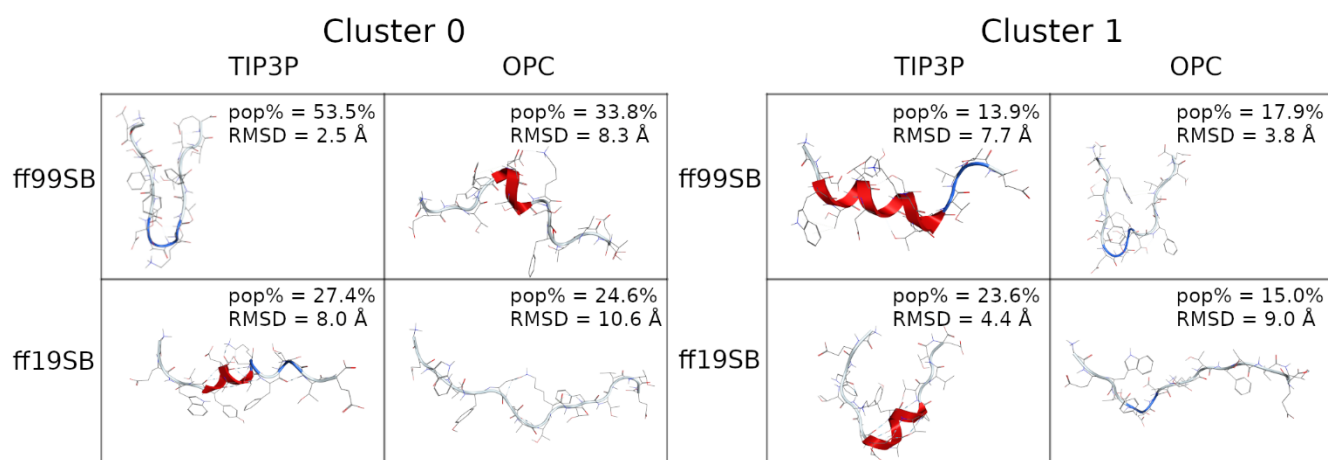 Cluster 0
TIP3P
OPC
ff99SB
pop% = 53.5%
RMSD = 2.5 Å
pop% = 33.8%
RMSD = 8.3 Å
ff19SB
pop% = 27.4%
RMSD = 8.0 Å
pop% = 24.6%
RMSD = 10.6 Å
Cluster 1
TIP3P
OPC
ff99SB
pop% = 13.9%
RMSD = 7.7 Å
pop% = 17.9%
RMSD = 3.8 Å
ff19SB
pop% = 23.6%
RMSD = 4.4 Å
pop% = 15.0%
RMSD = 9.0 Å